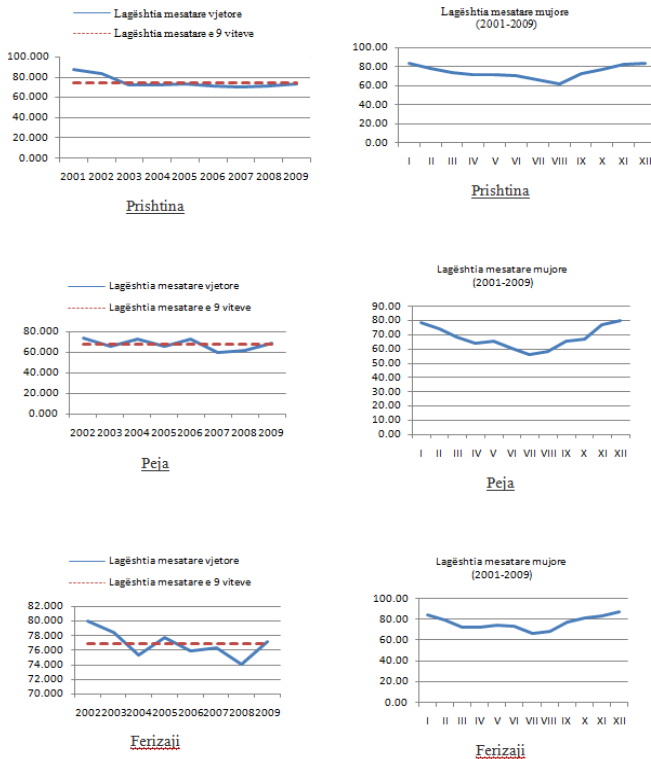 Lagështia mesatare vjetore
Lagështia mesatare e 9 viteve
100.000
80.000
60.000
40.000
20.000
0.000
2001 2002 2003 2004 2005 2006 2007 2008 2009
Prishtina
Lagështia mesatare mujore
(2001-2009)
100.00
80.00
60.00
40.00
20.00
0.00
I II III IV V VI VII VIII IX X XI XII
Prishtina
Lagështia mesatare vjetore
Lagështia mesatare e 9 viteve
80.000
60.000
40.000
20.000
0.000
2002 2003 2004 2005 2006 2007 2008 2009
Peja
Lagështia mesatare mujore
(2001-2009)
90.00
80.00
70.00
60.00
50.00
40.00
30.00
20.00
10.00
0.00
I II III IV V VI VII VIII IX X XI XII
Peja
Lagështia mesatare vjetore
Lagështia mesatare e 9 viteve
82.000
80.000
78.000
76.000
74.000
72.000
70.000
2002 2003 2004 2005 2006 2007 2008 2009
Ferizaji
Lagështia mesatare mujore
(2001-2009)
100.00
80.00
60.00
40.00
20.00
0.00
I II III IV V VI VII VIII IX X XI XII
Ferizaji